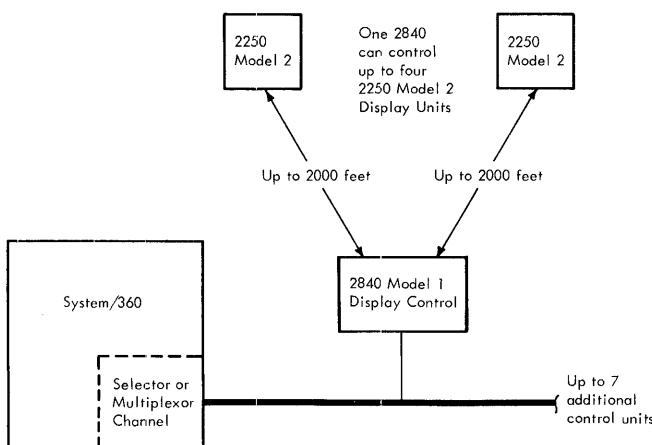 2250
Model 2
One 2840
can control
up to four
2250 Model 2
Display Units
2250
Model 2
Up to 2000 feet
Up to 2000 feet
2840 Model 1
Display Control
System/360
Selector or
Multiplexor
Channel
Up to 7
additional
control units